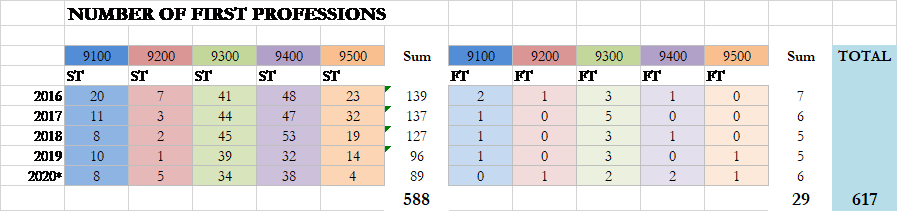 NUMBER OF FIRST PROFESSIONS
9100 9200 9300 9400 9500 Sum 9100 9200 9300 9400 9500 Sum TOTAL
ST ST ST ST ST FT FT FT FT FT
2016 20 7 41 48 23 139 2 1 3 1 0 7
2017 11 3 44 47 32 137 1 0 5 0 0 6
2018 8 2 45 53 19 127 1 0 3 1 0 5
2019 10 1 39 32 14 96 1 0 3 0 1 5
2020* 8 5 34 38 4 89 0 1 2 2 1 6
588 29 617